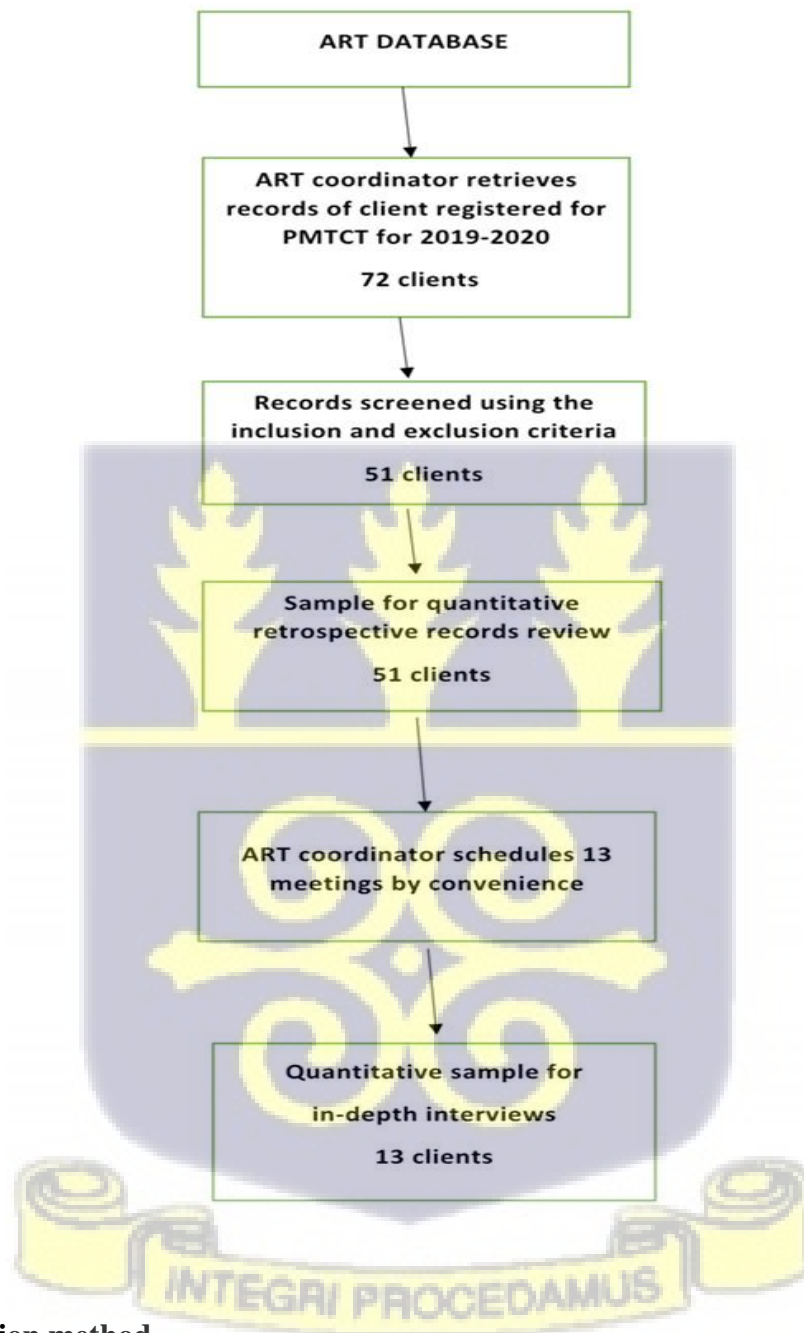 ART DATABASE
ART coordinator retrieves
records of client registered for
PMTCT for 2019-2020
72 clients
Records screened using the
inclusion and exclusion criteria
51 clients
Sample for quantitative
retrospective records review
51 clients
ART coordinator schedules 13
meetings by convenience
Quantitative sample for
in-depth interviews
13 clients
INTEGRI PROCEDAMUS